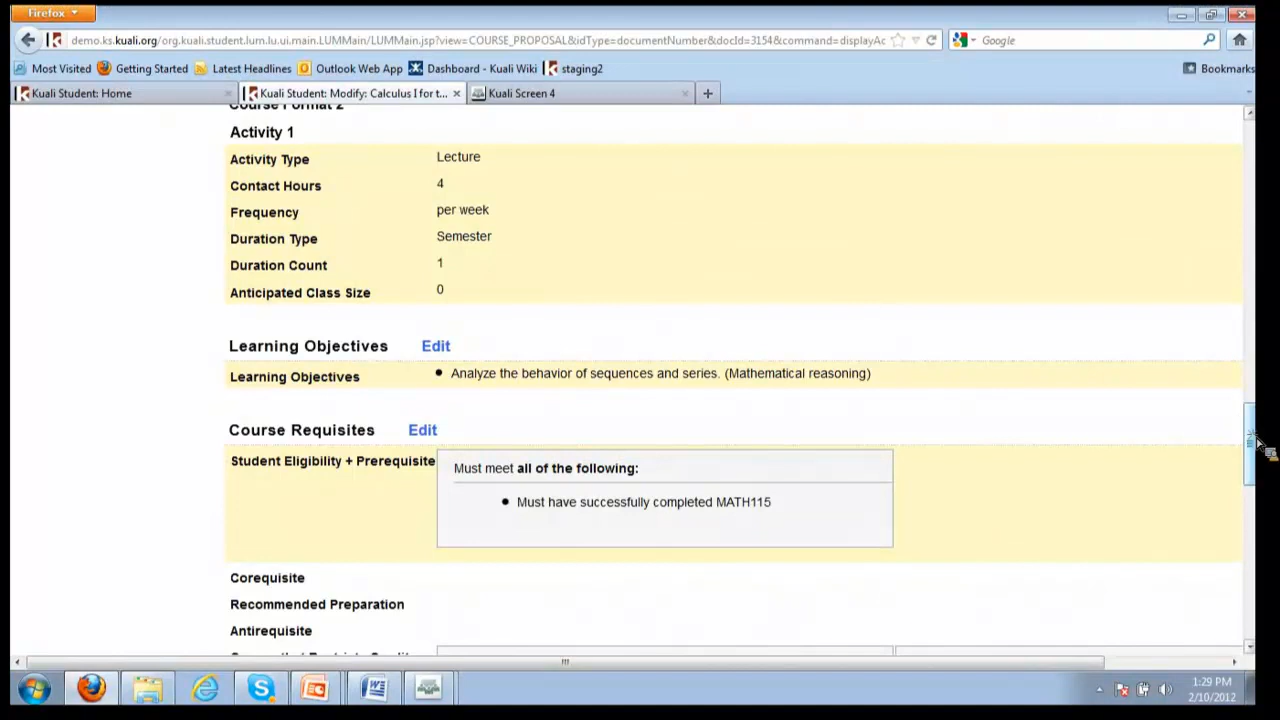 Firefox
demo.ks.kuali.org/org.kuali.student.lum.lu.ui.main.LUMMain/LUMMain.jsp?view=COURSE_PROPOSAL&idType=documentNumber&docId=3154&command=displayAc
Google
Most Visited Getting Started Latest Headlines Outlook Web App Dashboard - Kuali Wiki staging2 Bookmarks
Kuali Student: Home Kuali Student: Modify: Calculus I for t... Kuali Screen 4
Course Format 2
Activity 1
Activity Type Lecture
Contact Hours 4
Frequency per week
Duration Type Semester
Duration Count 1
Anticipated Class Size 0
Learning Objectives Edit
Learning Objectives • Analyze the behavior of sequences and series. (Mathematical reasoning)
Course Requisites Edit
Student Eligibility + Prerequisite Must meet all of the following:
• Must have successfully completed MATH115
Corequisite
Recommended Preparation
Antirequisite
1:29 PM
2/10/2012